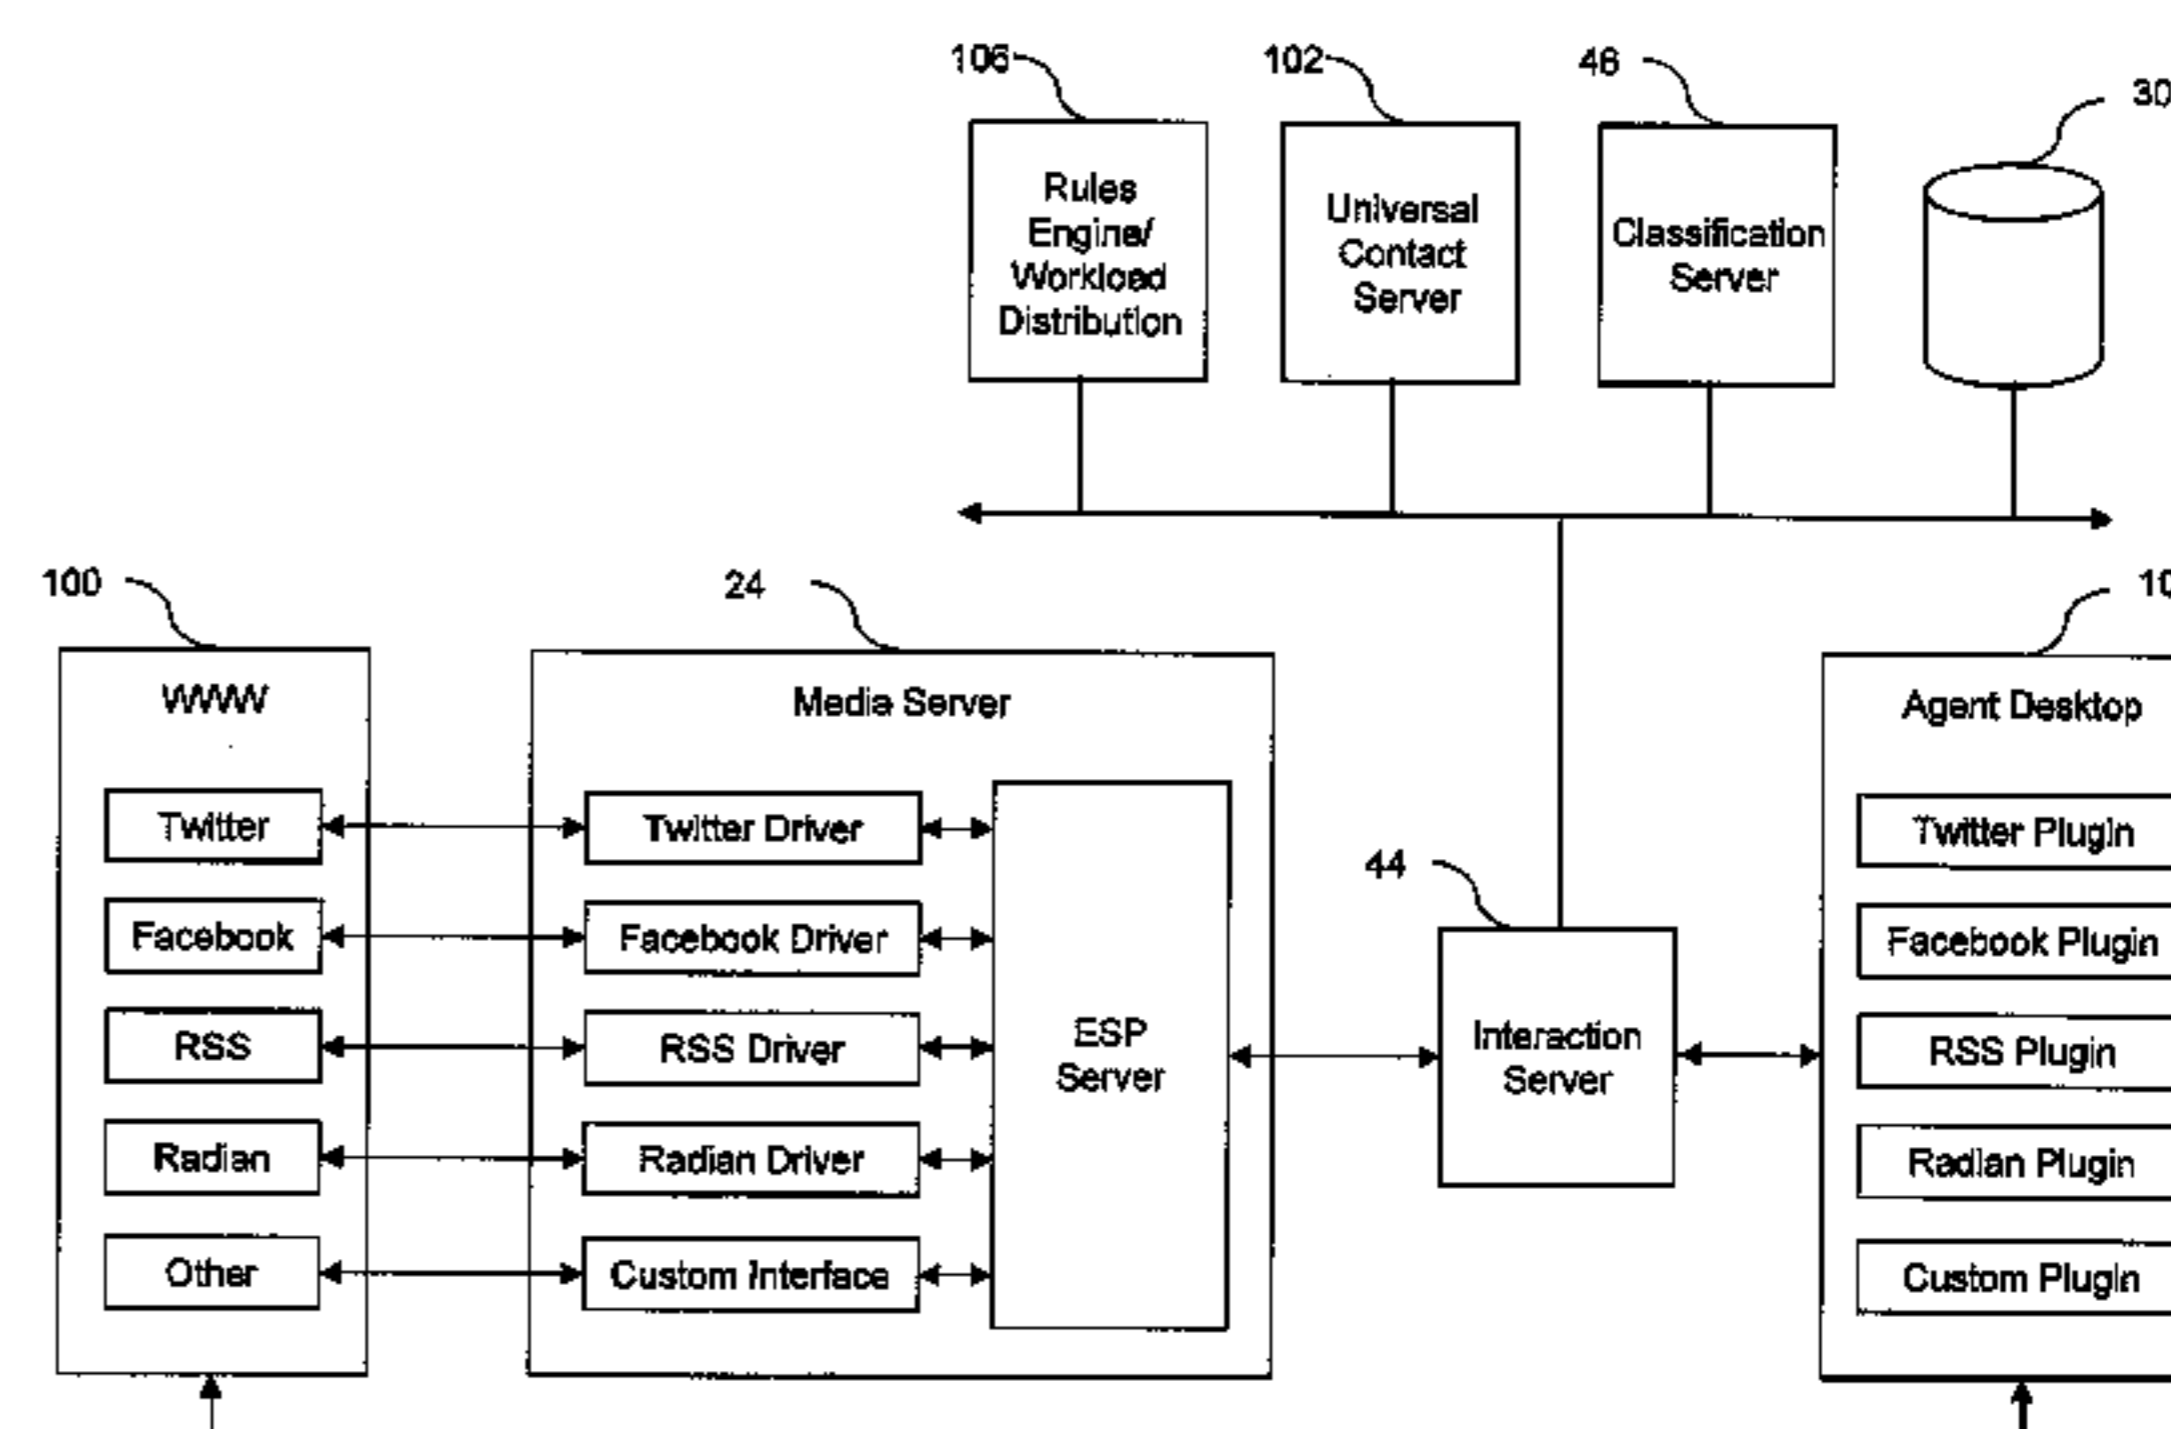 106
102
46
30
Rules
Engine/
Workload
Distribution
Universal
Contact
Server
Classification
Server
100
24
10
WWW
Media Server
Agent Desktop
Twitter
Twitter Driver
Twitter Plugin
44
Facebook
Facebook Driver
Facebook Plugin
RSS
RSS Driver
ESP
Server
Interaction
Server
RSS Plugin
Radian
Radian Driver
Radian Plugin
Other
Custom Interface
Custom Plugin